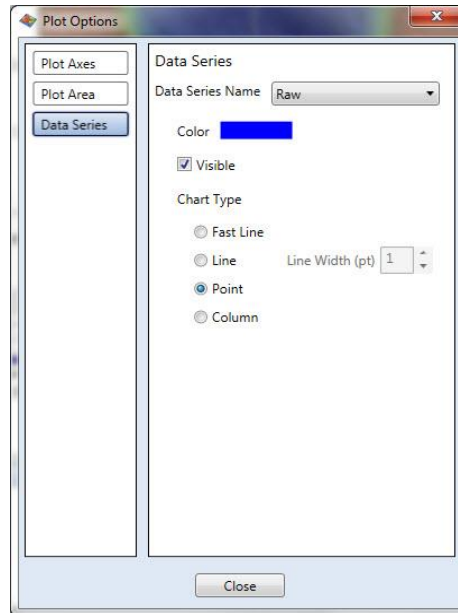 Plot Options
Plot Axes
Plot Area
Data Series
Data Series
Data Series Name Raw
Color
Visible
Chart Type
Fast Line
Line Line Width (pt) 1
Point
Column
Close